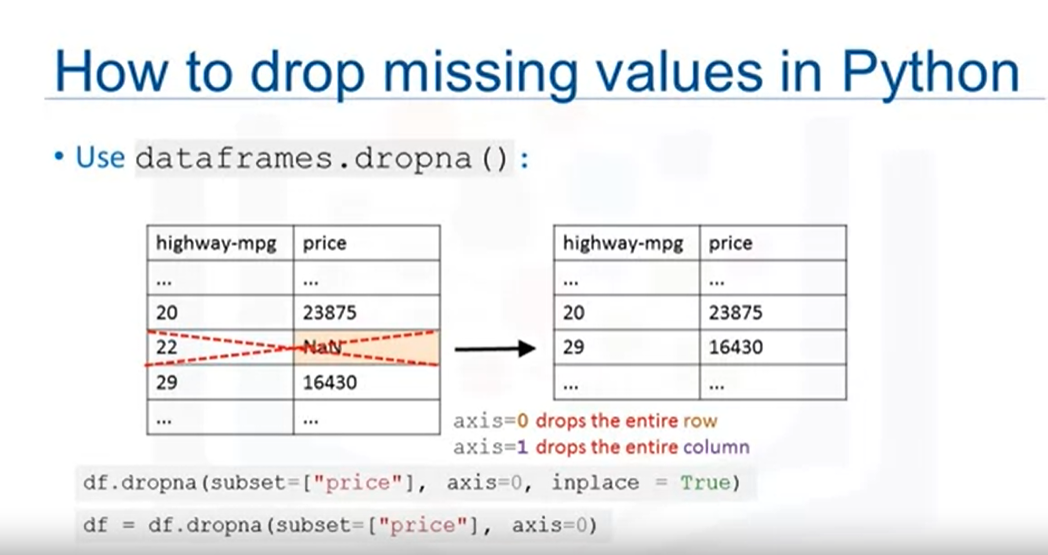 How to drop missing values in Python
• Use dataframes.dropna():
highway-mpg price
... ...
20 23875
22 NaN
29 16430
... ...
highway-mpg price
... ...
20 23875
29 16430
... ...
axis=0 drops the entire row
axis=1 drops the entire column
df.dropna(subset=["price"], axis=0, inplace = True)
df = df.dropna(subset=["price"], axis=0)